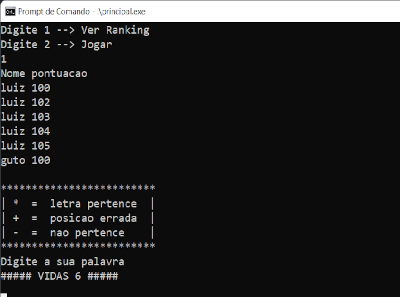 Prompt de Comando - \principal.exe
Digite 1 --> Ver Ranking
Digite 2 --> Jogar
1
Nome pontuacao
luiz 100
luiz 102
luiz 103
luiz 104
luiz 105
guto 100
*************************
| *  =  letra pertence  |
| +  =  posicao errada  |
| -  =  nao pertence    |
*************************
Digite a sua palavra
##### VIDAS 6 #####